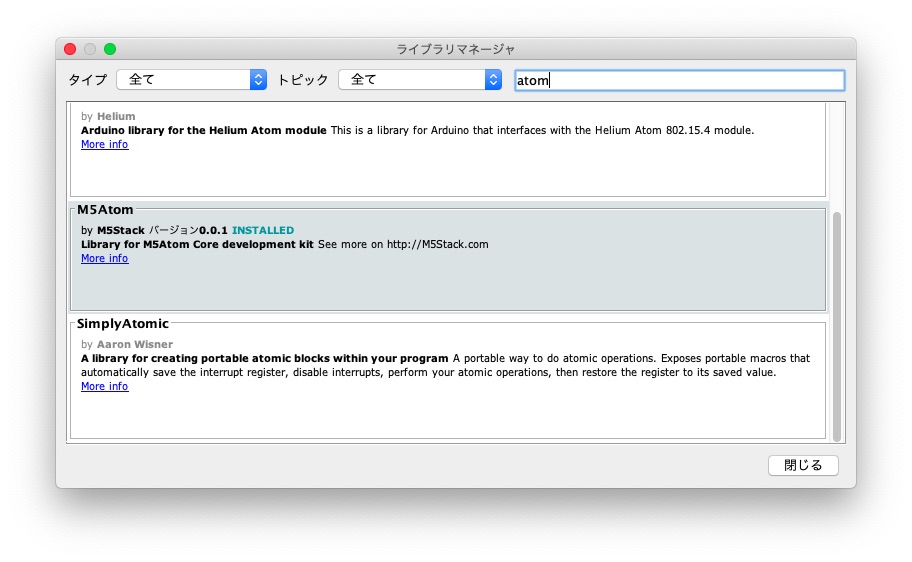 ライブラリマネージャ
タイプ 全て トピック 全て atom
by Helium
Arduino library for the Helium Atom module This is a library for Arduino that interfaces with the Helium Atom 802.15.4 module.
More info
M5Atom
by M5Stack バージョン0.0.1 INSTALLED
Library for M5Atom Core development kit See more on http://M5Stack.com
More info
SimplyAtomic
by Aaron Wisner
A library for creating portable atomic blocks within your program A portable way to do atomic operations. Exposes portable macros that
automatically save the interrupt register, disable interrupts, perform your atomic operations, then restore the register to its saved value.
More info
閉じる